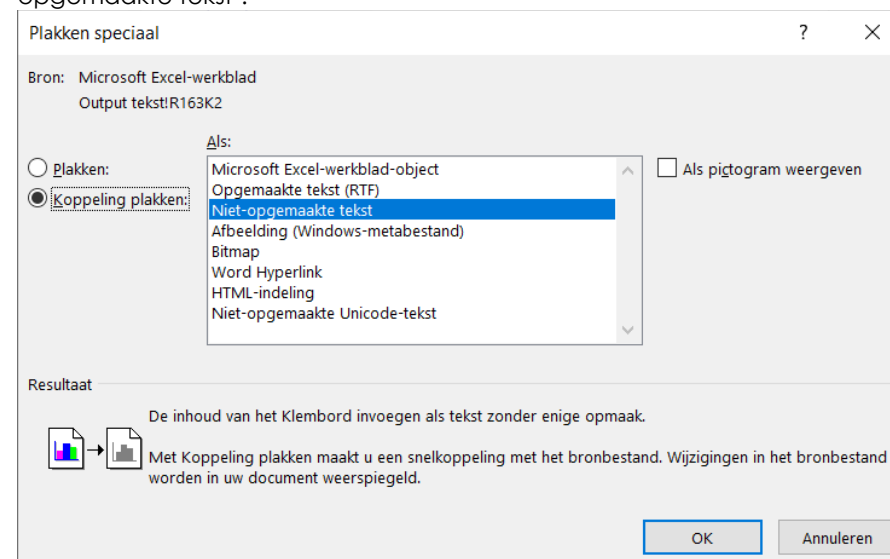 opgemaakte tekst'.
Plakken speciaal
?
Bron: Microsoft Excel-werkblad
Output tekst!R163K2
Als:
Plakken:
Koppeling plakken:
Microsoft Excel-werkblad-object
Opgemaakte tekst (RTF)
Niet-opgemaakte tekst
Afbeelding (Windows-metabestand)
Bitmap
Word Hyperlink
HTML-indeling
Niet-opgemaakte Unicode-tekst
Als pictogram weergeven
Resultaat
De inhoud van het Klembord invoegen als tekst zonder enige opmaak.
Met Koppeling plakken maakt u een snelkoppeling met het bronbestand. Wijzigingen in het bronbestand
worden in uw document weerspiegeld.
OK
Annuleren